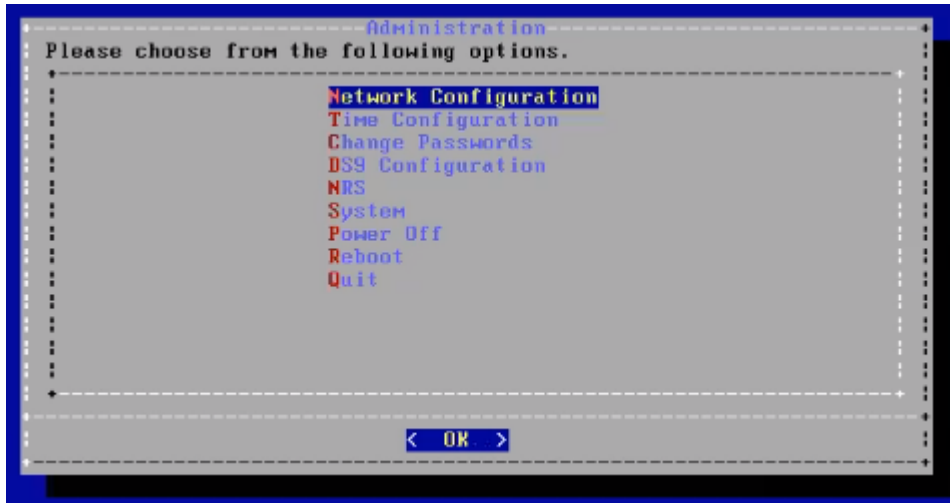 Administration
Please choose from the following options.
Network Configuration
Time Configuration
Change Passwords
DS9 Configuration
NRS
System
Power Off
Reboot
Quit
< OK >